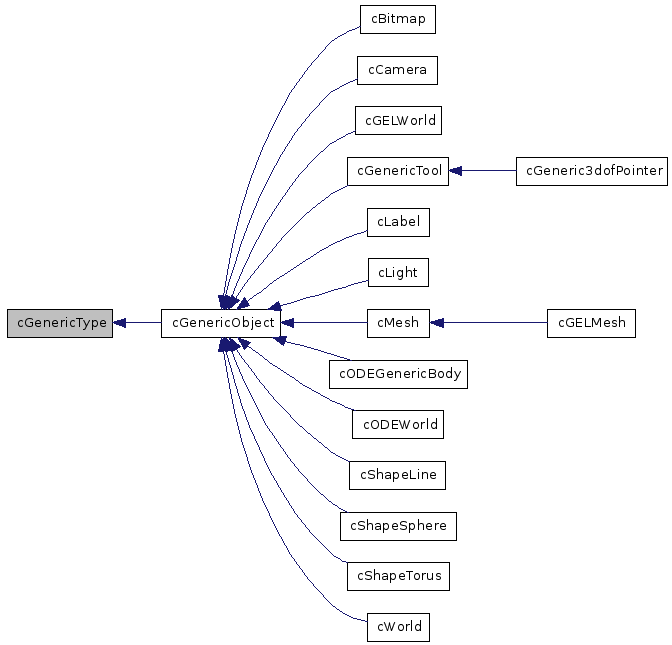 cBitmap
cCamera
cGELWorld
cGenericTool
cGeneric3dofPointer
cLabel
cLight
cGenericType
cGenericObject
cMesh
cGELMesh
cODEGenericBody
cODEWorld
cShapeLine
cShapeSphere
cShapeTorus
cWorld